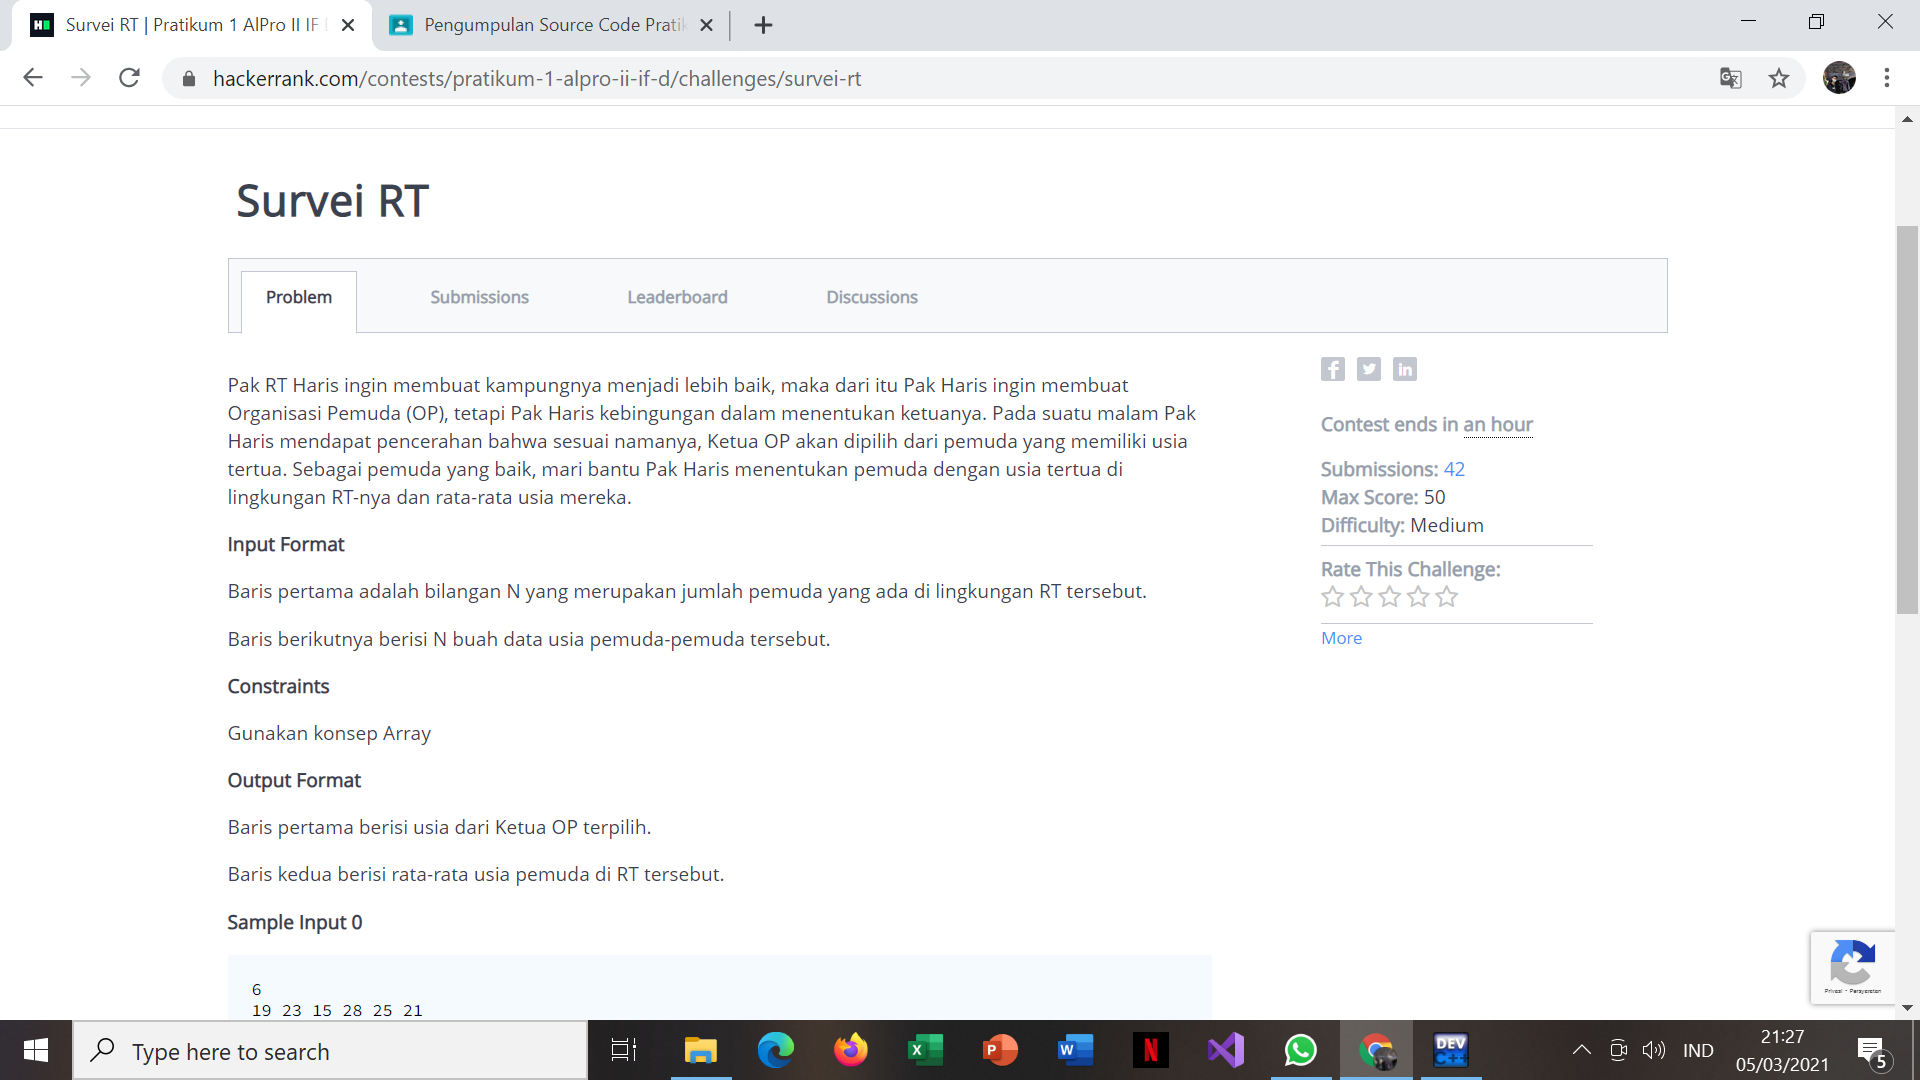 Survei RT | Pratikum 1 AlPro II IF
Pengumpulan Source Code Prati
hackerrank.com/contests/pratikum-1-alpro-ii-if-d/challenges/survei-rt
Survei RT
Problem
Submissions
Leaderboard
Discussions
Pak RT Haris ingin membuat kampungnya menjadi lebih baik, maka dari itu Pak Haris ingin membuat
Organisasi Pemuda (OP), tetapi Pak Haris kebingungan dalam menentukan ketuanya. Pada suatu malam Pak
Haris mendapat pencerahan bahwa sesuai namanya, Ketua OP akan dipilih dari pemuda yang memiliki usia
tertua. Sebagai pemuda yang baik, mari bantu Pak Haris menentukan pemuda dengan usia tertua di
lingkungan RT-nya dan rata-rata usia mereka.
Input Format
Baris pertama adalah bilangan N yang merupakan jumlah pemuda yang ada di lingkungan RT tersebut.
Baris berikutnya berisi N buah data usia pemuda-pemuda tersebut.
Constraints
Gunakan konsep Array
Output Format
Baris pertama berisi usia dari Ketua OP terpilih.
Baris kedua berisi rata-rata usia pemuda di RT tersebut.
Sample Input 0
6
19 23 15 28 25 21
Contest ends in an hour
Submissions: 42
Max Score: 50
Difficulty: Medium
Rate This Challenge:
More
Privasi - Persyaratan
Type here to search
DEV
C++
IND
21:27
05/03/2021
5